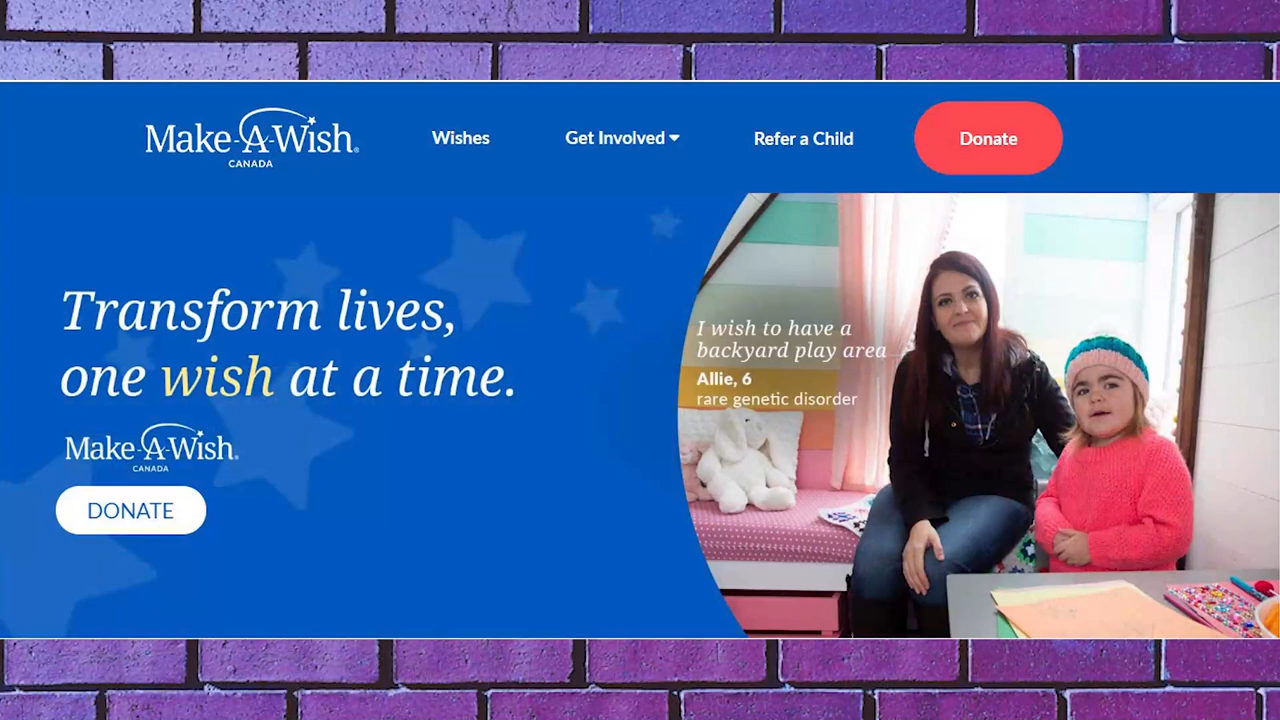 Make-A-Wish®
CANADA
Wishes
Get Involved
Refer a Child
Donate
Transform lives,
one wish at a time.
Make-A-Wish®
CANADA
DONATE
I wish to have a
backyard play area
Allie, 6
rare genetic disorder